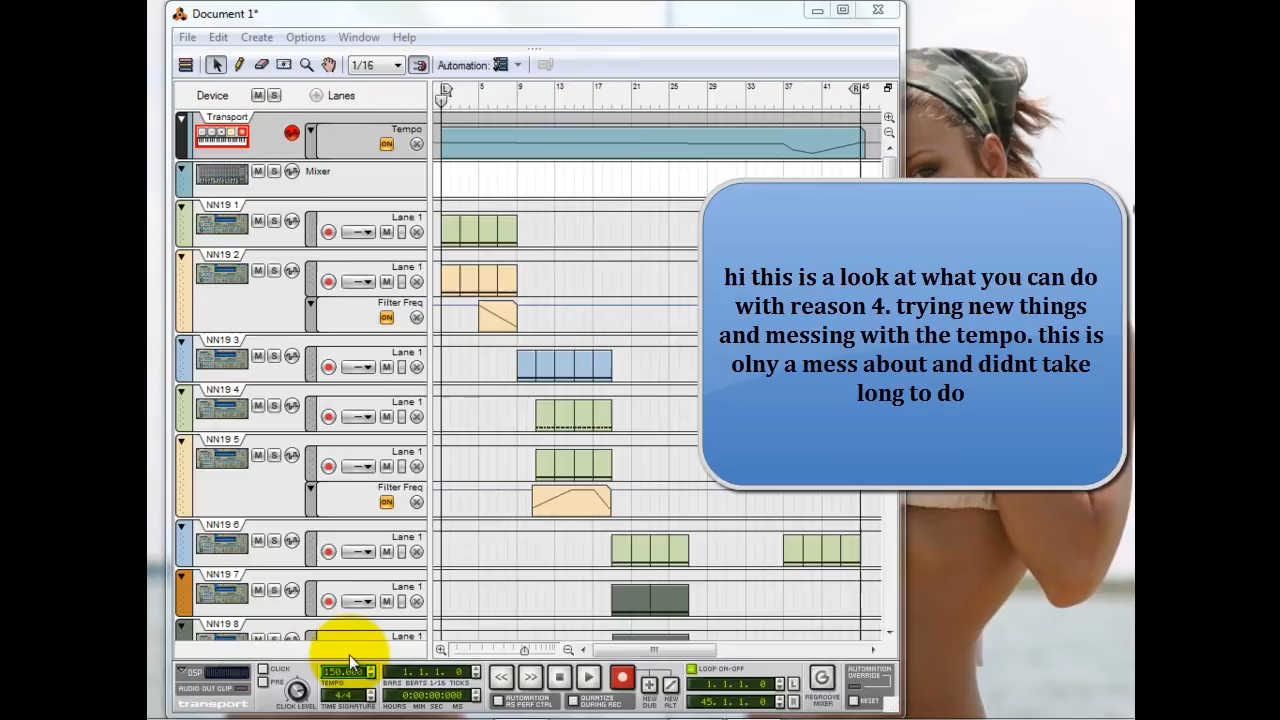 Document 1*
File Edit Create Options Window Help
1/16 Automation:
Device M S Lanes
5 9 13 17 21 25 29 33 37 41 45
L R
Transport
Tempo
ON
M S Mixer
NN19 1
M S Lane 1
M
NN19 2
M S Lane 1
M
Filter Freq
ON
NN19 3
M S Lane 1
M
NN19 4
M S Lane 1
M
NN19 5
M S Lane 1
M
Filter Freq
ON
NN19 6
M S Lane 1
M
NN19 7
M S Lane 1
M
NN19 8
Lane 1
hi this is a look at what you can do
with reason 4. trying new things
and messing with the tempo. this is
olny a mess about and didnt take
long to do
DSP
AUDIO OUT CLIP
transport
CLICK
PRE
CLICK LEVEL
150.000
TEMPO
4/4
TIME SIGNATURE
1. 1. 1. 0
BARS BEATS 1/16 TICKS
0:00:00:000
HOURS MIN SEC MS
AUTOMATION
AS PERF CTRL
QUANTIZE
DURING REC
NEW
DUB
NEW
ALT
LOOP ON/OFF
1. 1. 1. 0 L
45. 1. 1. 0 R
REGROOVE
MIXER
AUTOMATION
OVERRIDE
RESET